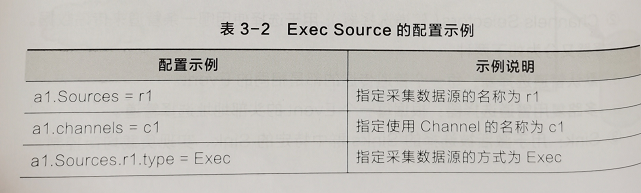 表 3-2 Exec Source 的配置示例
配置示例 示例说明
a1.Sources = r1 指定采集数据源的名称为 r1
a1.channels = c1 指定使用 Channel 的名称为 c1
a1.Sources.r1.type = Exec 指定采集数据源的方式为 Exec